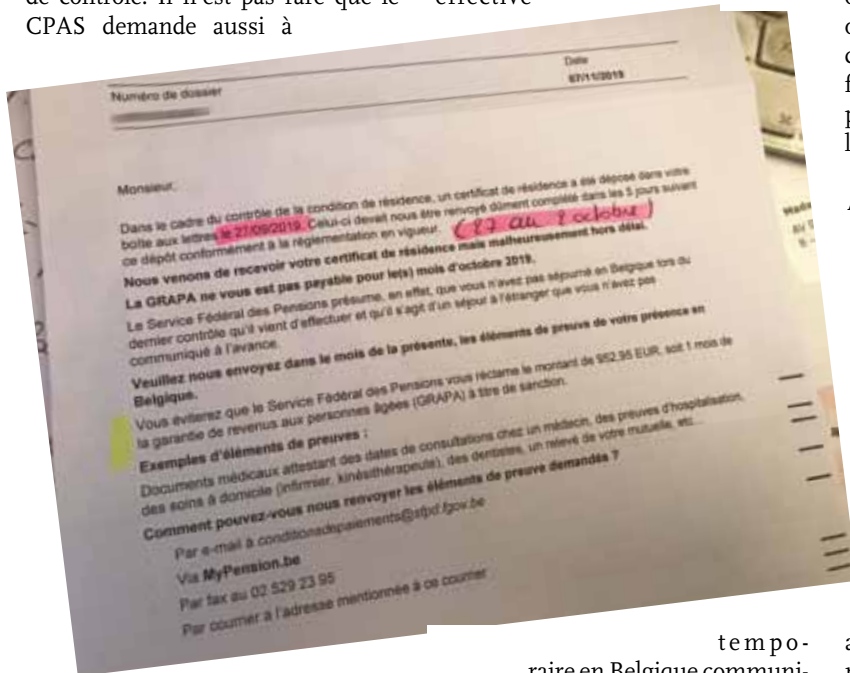 de contrôle. Il n'est pas rare que le
effective
CPAS demande aussi à
Numéro de dossier
Date
07/11/2019
Monsieur,
Dans le cadre du contrôle de la condition de résidence, un certificat de résidence a été déposé dans votre
boîte aux lettres le 27/09/2019. Celui-ci devait nous être renvoyé dûment complété dans les 5 jours suivant
ce dépôt conformément à la réglementation en vigueur. (27 au octobre)
Nous venons de recevoir votre certificat de résidence mais malheureusement hors délai.
La GRAPA ne vous est pas payable pour le(s) mois d'octobre 2019.
Le Service Fédéral des Pensions présume, en effet, que vous n'avez pas séjourné en Belgique lors du
dernier contrôle qu'il vient d'effectuer et qu'il s'agit d'un séjour à l'étranger que vous n'avez pas
communiqué à l'avance.
Veuillez nous envoyez dans le mois de la présente, les éléments de preuve de votre présence en
Belgique.
Vous éviterez que le Service Fédéral des Pensions vous réclame le montant de 952,95 EUR, soit 1 mois de
la garantie de revenus aux personnes âgées (GRAPA) à titre de sanction.
Exemples d'éléments de preuves :
Documents médicaux attestant des dates de consultations chez un médecin, des preuves d'hospitalisation,
des soins à domicile (infirmier, kinésithérapeute), des dentistes, un relevé de votre mutuelle, etc...
Comment pouvez-vous nous renvoyer les éléments de preuve demandés ?
Par e-mail à conditionsdepaiements@sfpd.fgov.be
Via MyPension.be
Par fax au 02 529 23 95
Par courrier à l'adresse mentionnée à ce courrier
tempo-
raire en Belgique communi-